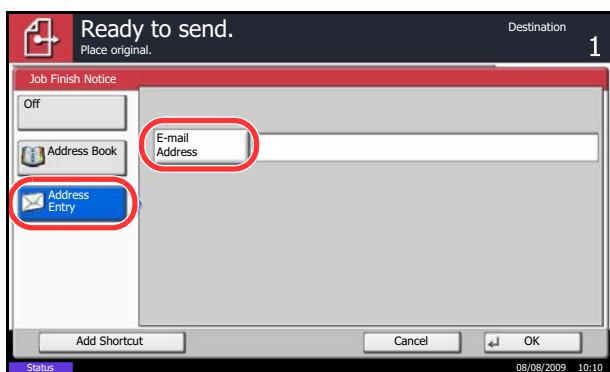 Ready to send.
Destination
Place original.
1
Job Finish Notice
Off
Address Book
Address
Entry
E-mail
Address
Add Shortcut
Cancel
OK
Status
08/08/2009 10:10